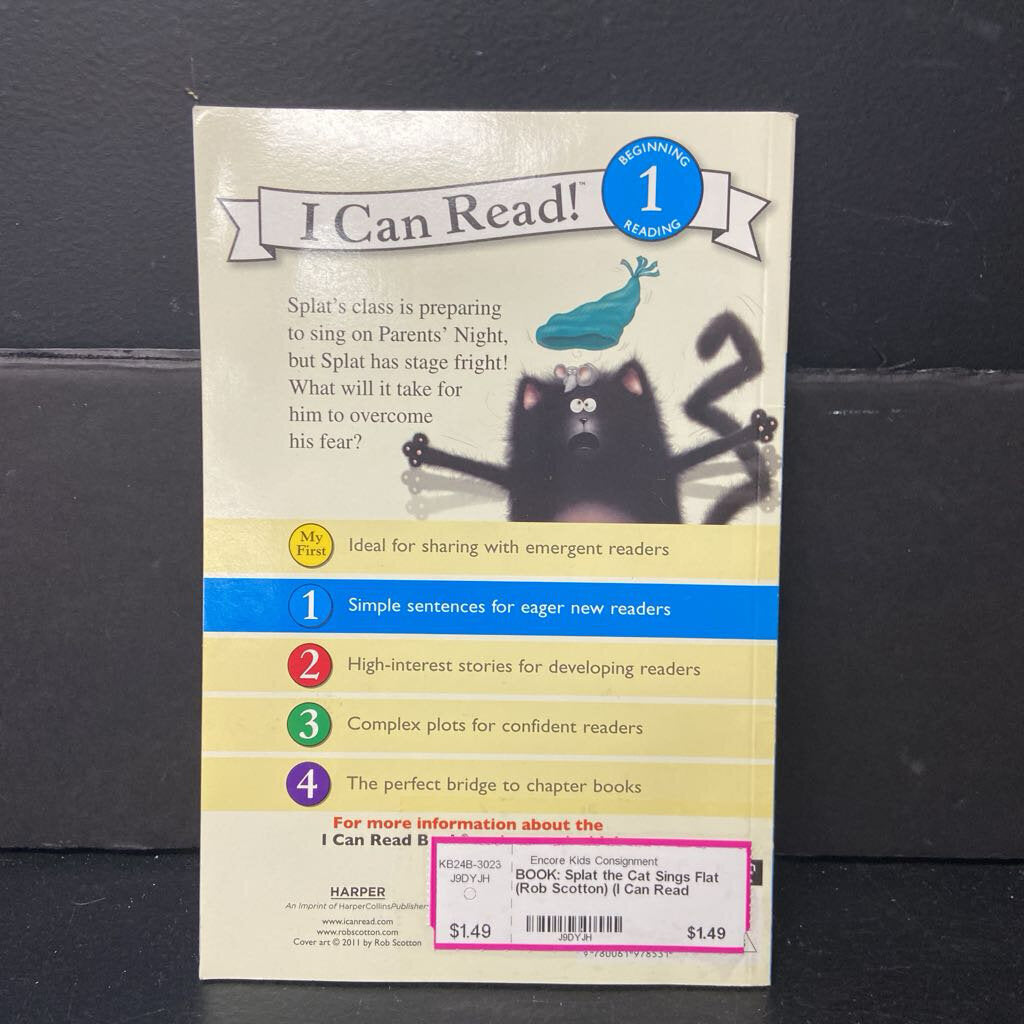 I Can Read!™
BEGINNING
1
READING
Splat's class is preparing
to sing on Parents' Night,
but Splat has stage fright!
What will it take for
him to overcome
his fear?
My
First
Ideal for sharing with emergent readers
1 Simple sentences for eager new readers
2 High-interest stories for developing readers
3 Complex plots for confident readers
4 The perfect bridge to chapter books
For more information about the
I Can Read
HARPER
An Imprint of HarperCollinsPublisher
www.icanread.com
www.robscotton.com
Cover art © 2011 by Rob Scotton
KB24B-3023
J9DYJH
$1.49
Encore Kids Consignment
BOOK: Splat the Cat Sings Flat
(Rob Scotton) (I Can Read
J9DYJH
$1.49
9 780061 978531